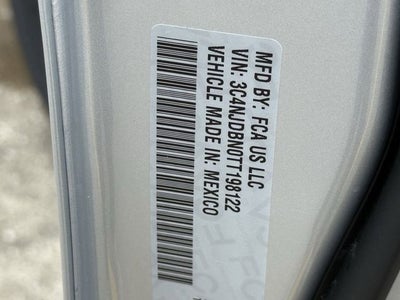 MFD BY: FCA US LLC
VIN: 3C4NJDBN0TT198122
VEHICLE MADE IN: MEXICO